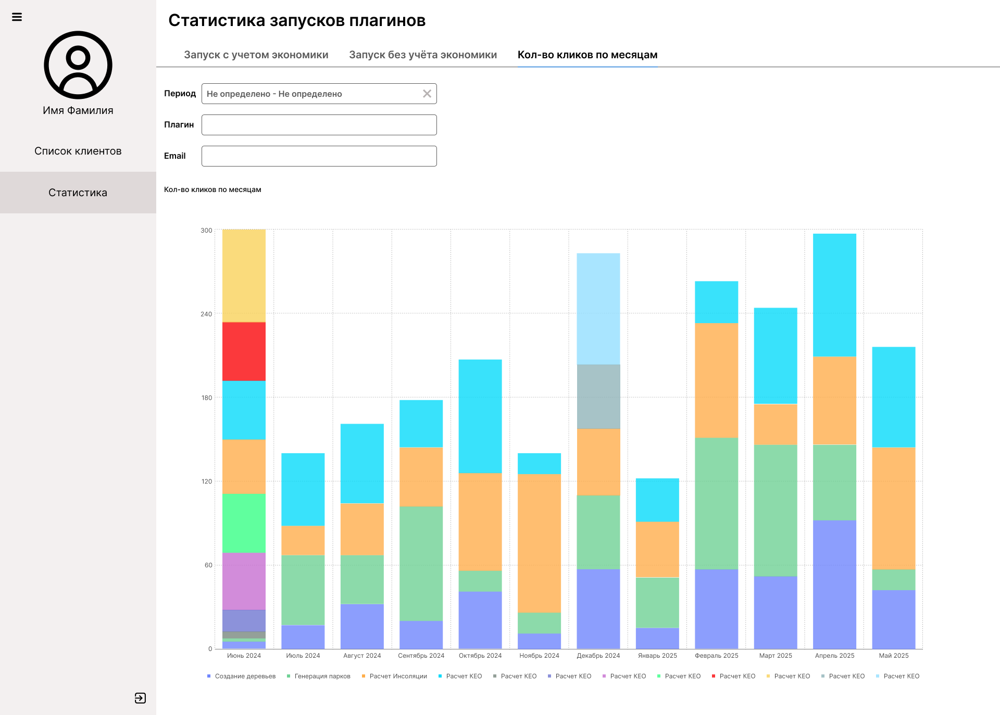 Статистика запусков плагинов
Имя Фамилия
Список клиентов
Статистика
Запуск с учетом экономики
Запуск без учёта экономики
Кол-во кликов по месяцам
Период
Не определено - Не определено
Плагин
Email
Кол-во кликов по месяцам
300
240
180
120
60
0
Июнь 2024
Июль 2024
Август 2024
Сентябрь 2024
Октябрь 2024
Ноябрь 2024
Декабрь 2024
Январь 2025
Февраль 2025
Март 2025
Апрель 2025
Май 2025
Создание деревьев
Генерация парков
Расчет Инсоляции
Расчет КЕО
Расчет КЕО
Расчет КЕО
Расчет КЕО
Расчет КЕО
Расчет КЕО
Расчет КЕО
Расчет КЕО
Расчет КЕО